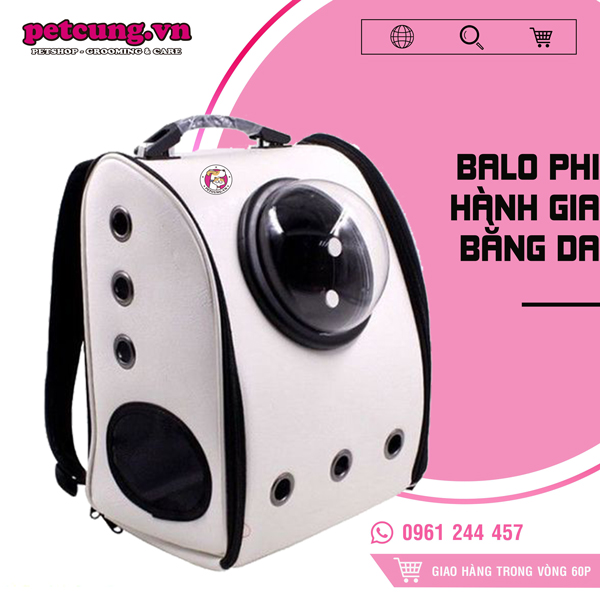 petcung.vn
PETSHOP - GROOMING & CARE
BALO PHI
HÀNH GIA
BẰNG DA
0961 244 457
GIAO HÀNG TRONG VÒNG 60P